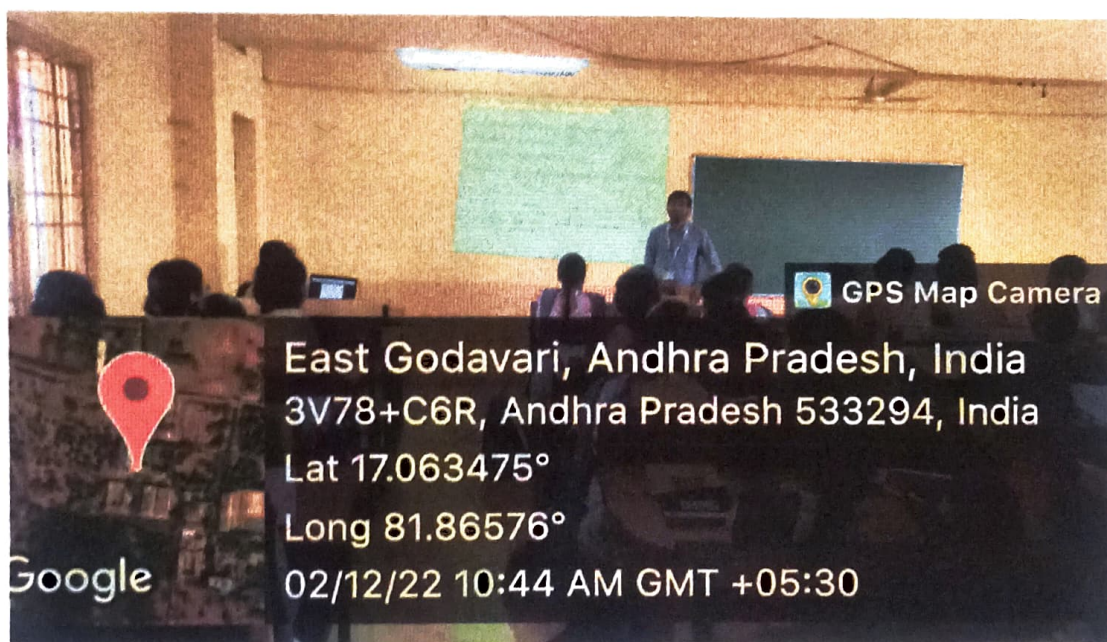 GPS Map Camera
East Godavari, Andhra Pradesh, India
3V78+C6R, Andhra Pradesh 533294, India
Lat 17.063475°
Long 81.86576°
02/12/22 10:44 AM GMT +05:30
Google